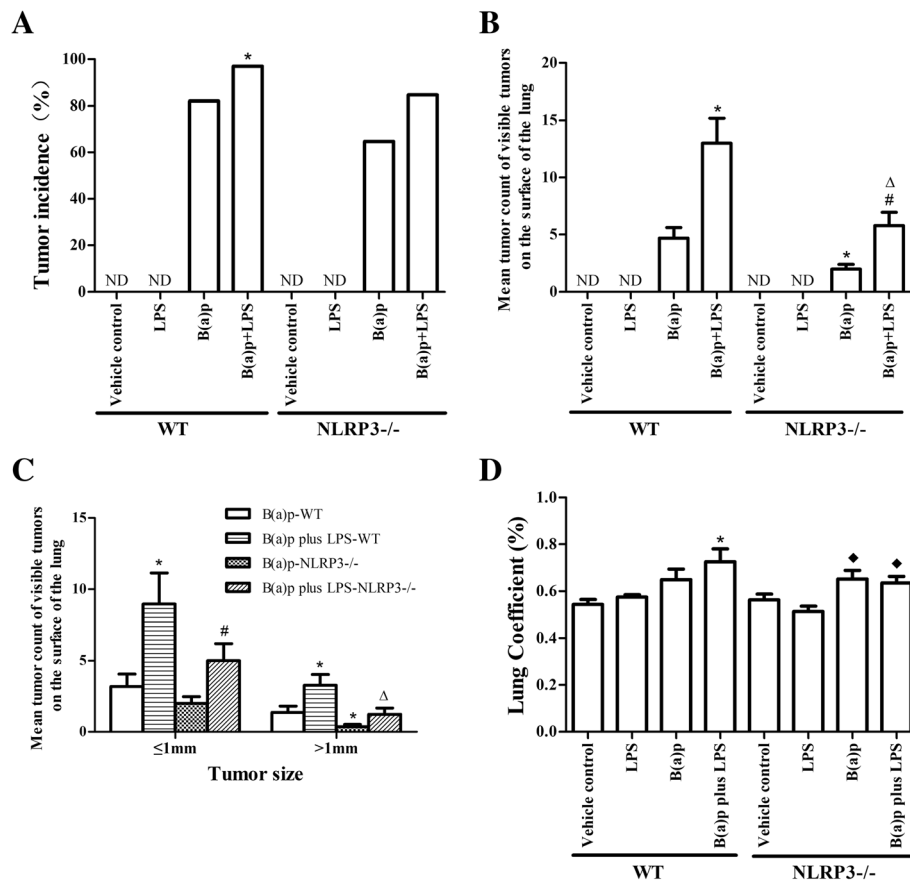 A
Tumor incidence (%)
100
80
60
40
20
0
*
ND
ND
ND
ND
Vehicle control
LPS
B(a)p
B(a)p+LPS
Vehicle control
LPS
B(a)p
B(a)p+LPS
WT
NLRP3-/-
B
Mean tumor count of visible tumors
on the surface of the lung
20
15
10
5
0
*
*
Δ
#
ND
ND
ND
ND
Vehicle control
LPS
B(a)p
B(a)p+LPS
Vehicle control
LPS
B(a)p
B(a)p+LPS
WT
NLRP3-/-
C
Mean tumor count of visible tumors
on the surface of the lung
15
10
5
0
B(a)p-WT
B(a)p plus LPS-WT
B(a)p-NLRP3-/-
B(a)p plus LPS-NLRP3-/-
*
#
*
*
Δ
≤1mm
>1mm
Tumor size
D
Lung Coefficient (%)
1.0
0.8
0.6
0.4
0.2
0.0
*
◆
◆
Vehicle control
LPS
B(a)p
B(a)p plus LPS
Vehicle control
LPS
B(a)p
B(a)p plus LPS
WT
NLRP3-/-